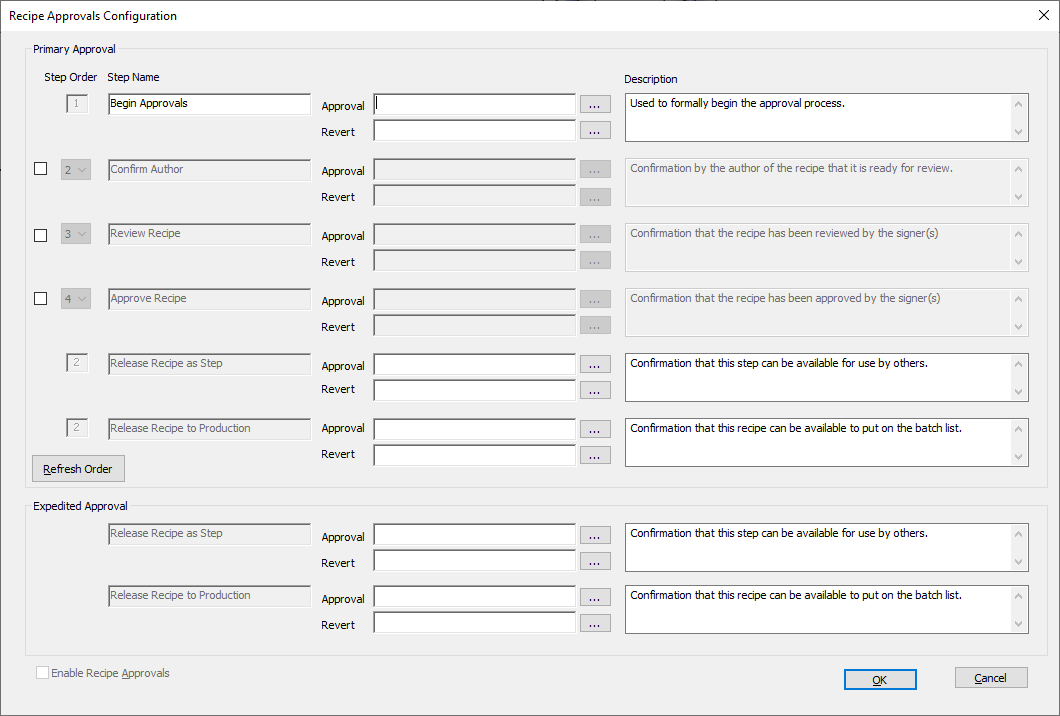 Recipe Approvals Configuration
Primary Approval
Step Order Step Name
Description
1 Begin Approvals Approval ... Used to formally begin the approval process.
Revert ...
2 Confirm Author Approval ... Confirmation by the author of the recipe that it is ready for review.
Revert ...
3 Review Recipe Approval ... Confirmation that the recipe has been reviewed by the signer(s)
Revert ...
4 Approve Recipe Approval ... Confirmation that the recipe has been approved by the signer(s)
Revert ...
2 Release Recipe as Step Approval ... Confirmation that this step can be available for use by others.
Revert ...
2 Release Recipe to Production Approval ... Confirmation that this recipe can be available to put on the batch list.
Revert ...
Refresh Order
Expedited Approval
Release Recipe as Step Approval ... Confirmation that this step can be available for use by others.
Revert ...
Release Recipe to Production Approval ... Confirmation that this recipe can be available to put on the batch list.
Revert ...
Enable Recipe Approvals
OK Cancel